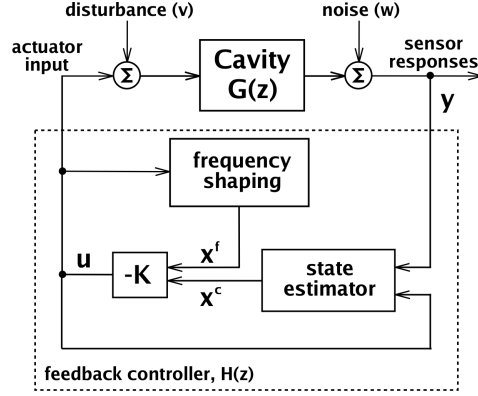 disturbance (v)
noise (w)
actuator
input
Σ
Cavity
G(z)
Σ
sensor
responses
y
frequency
shaping
u
-K
x^f
x^c
state
estimator
feedback controller, H(z)